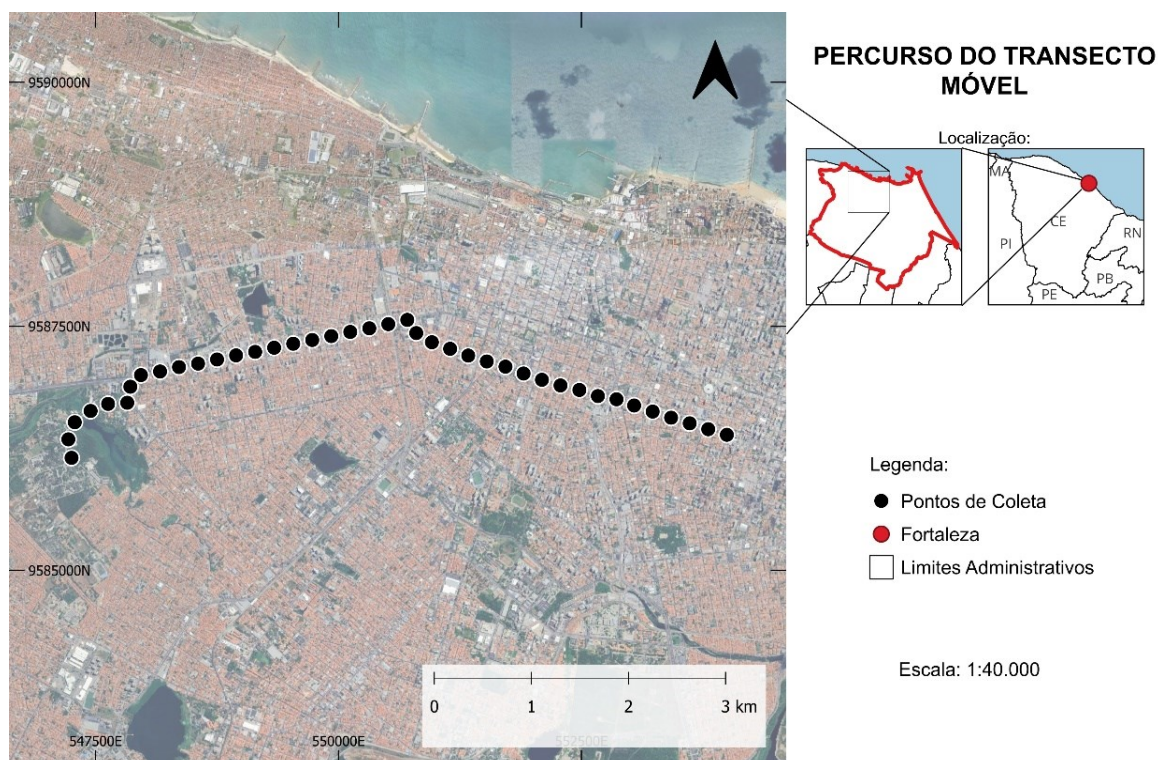 PERCURSO DO TRANSECTO
MÓVEL
Localização:
MA
CE
PI
RN
PB
PE
9590000N
9587500N
9585000N
547500E
550000E
552500E
0
1
2
3 km
Legenda:
Pontos de Coleta
Fortaleza
Limites Administrativos
Escala: 1:40.000